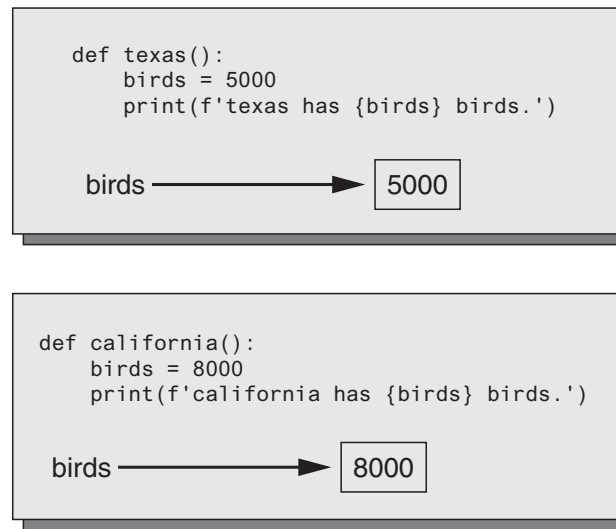 def texas():
    birds = 5000
    print(f'texas has {birds} birds.')
birds 5000
def california():
    birds = 8000
    print(f'california has {birds} birds.')
birds 8000